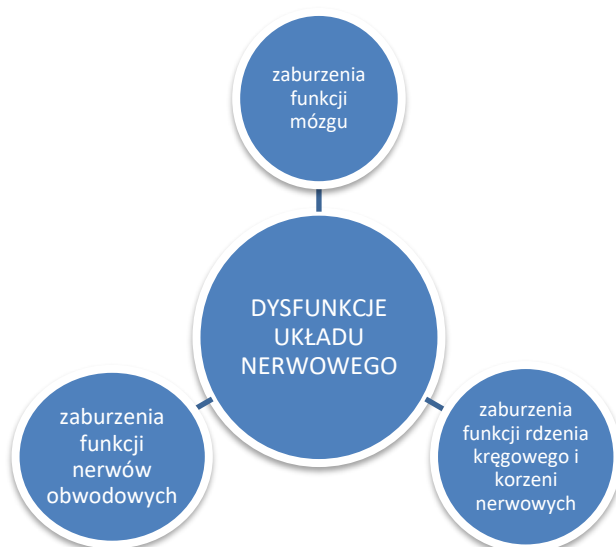 zaburzenia
funkcji
mózgu
DYSFUNKCJE
UKŁADU
NERWOWEGO
zaburzenia
funkcji
nerwów
obwodowych
zaburzenia
funkcji rdzenia
kręgowego i
korzeni
nerwowych